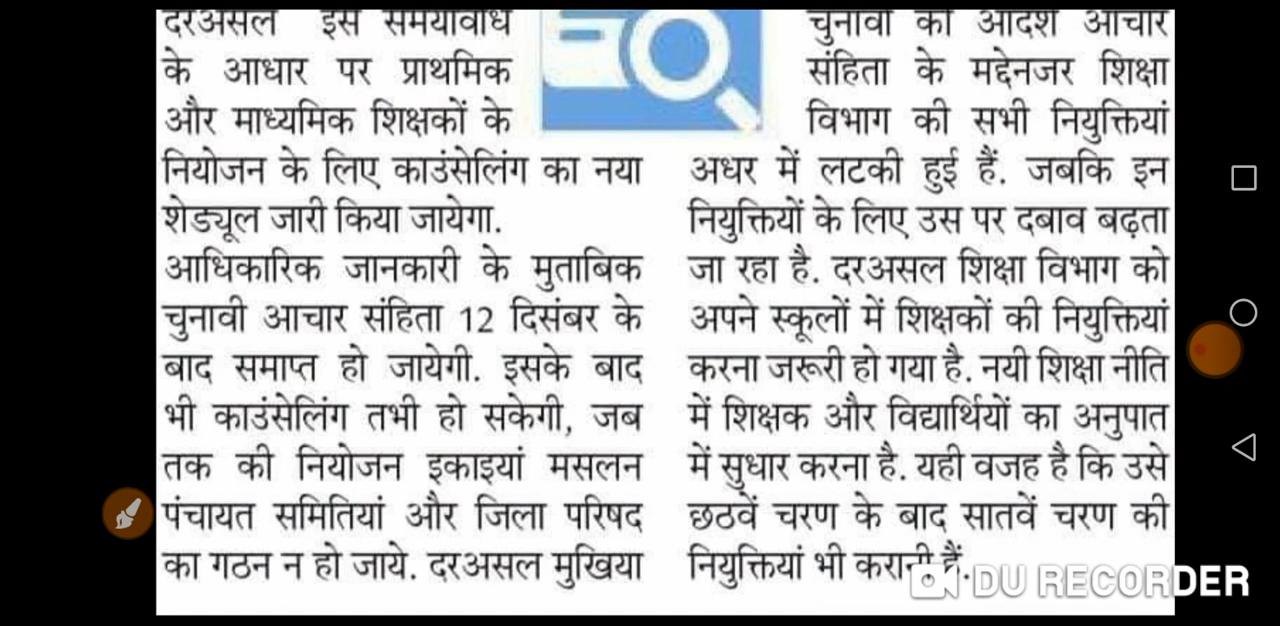 दरअसल इस समयावधि
के आधार पर प्राथमिक
और माध्यमिक शिक्षकों के
नियोजन के लिए काउंसेलिंग का नया
शेड्यूल जारी किया जायेगा.
आधिकारिक जानकारी के मुताबिक
चुनावी आचार संहिता 12 दिसंबर के
बाद समाप्त हो जायेगी. इसके बाद
भी काउंसेलिंग तभी हो सकेगी, जब
तक की नियोजन इकाइयां मसलन
पंचायत समितियां और जिला परिषद
का गठन न हो जाये. दरअसल मुखिया
चुनावों की आदर्श आचार
संहिता के मद्देनजर शिक्षा
विभाग की सभी नियुक्तियां
अधर में लटकी हुई हैं. जबकि इन
नियुक्तियों के लिए उस पर दबाव बढ़ता
जा रहा है. दरअसल शिक्षा विभाग को
अपने स्कूलों में शिक्षकों की नियुक्तियां
करना जरूरी हो गया है. नयी शिक्षा नीति
में शिक्षक और विद्यार्थियों का अनुपात
में सुधार करना है. यही वजह है कि उसे
छठवें चरण के बाद सातवें चरण की
नियुक्तियां भी करानी हैं.
DU RECORDER